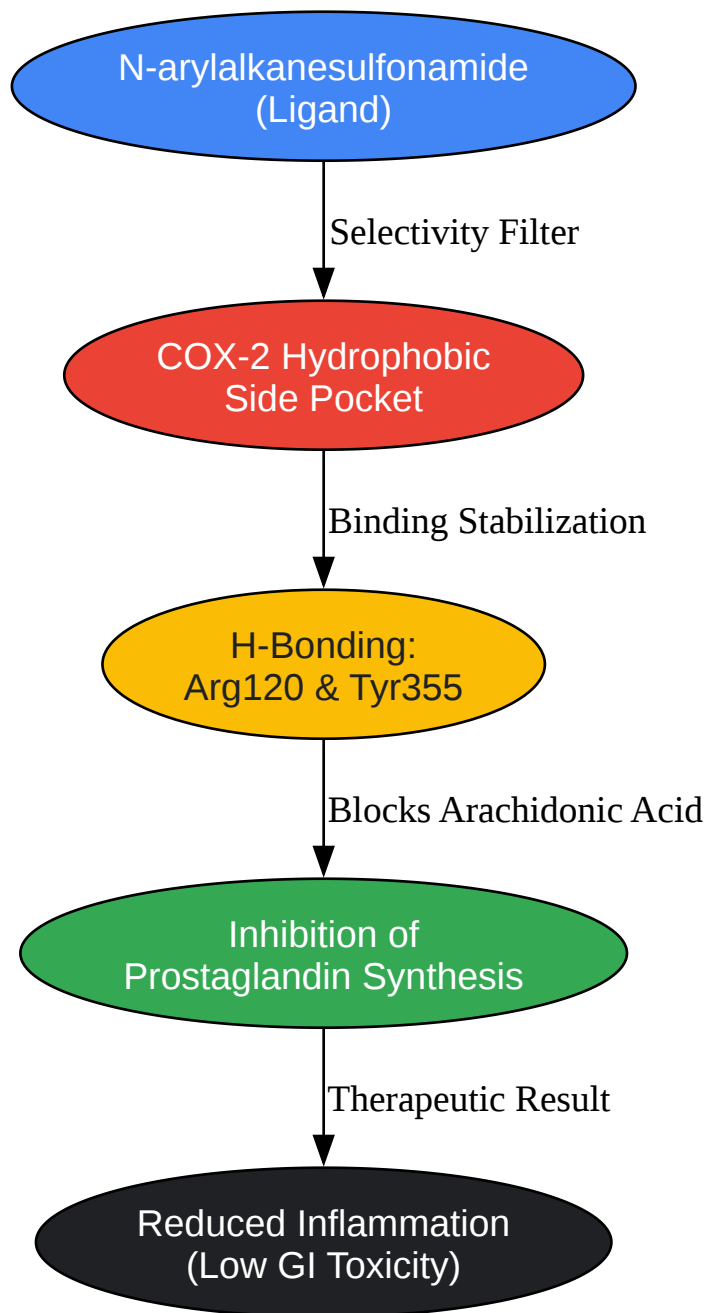 N-arylalkanesulfonamide
(Ligand)
Selectivity Filter
COX-2 Hydrophobic
Side Pocket
Binding Stabilization
H-Bonding:
Arg120 & Tyr355
Blocks Arachidonic Acid
Inhibition of
Prostaglandin Synthesis
Therapeutic Result
Reduced Inflammation
(Low GI Toxicity)